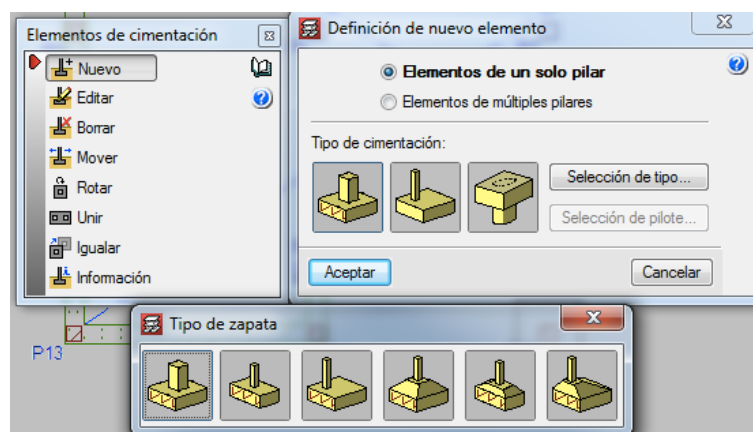 Elementos de cimentación
Nuevo
Editar
Borrar
Mover
Rotar
Unir
Igualar
Información
Definición de nuevo elemento
Elementos de un solo pilar
Elementos de múltiples pilares
Tipo de cimentación:
Selección de tipo...
Selección de pilote...
Aceptar
Cancelar
Tipo de zapata
P13